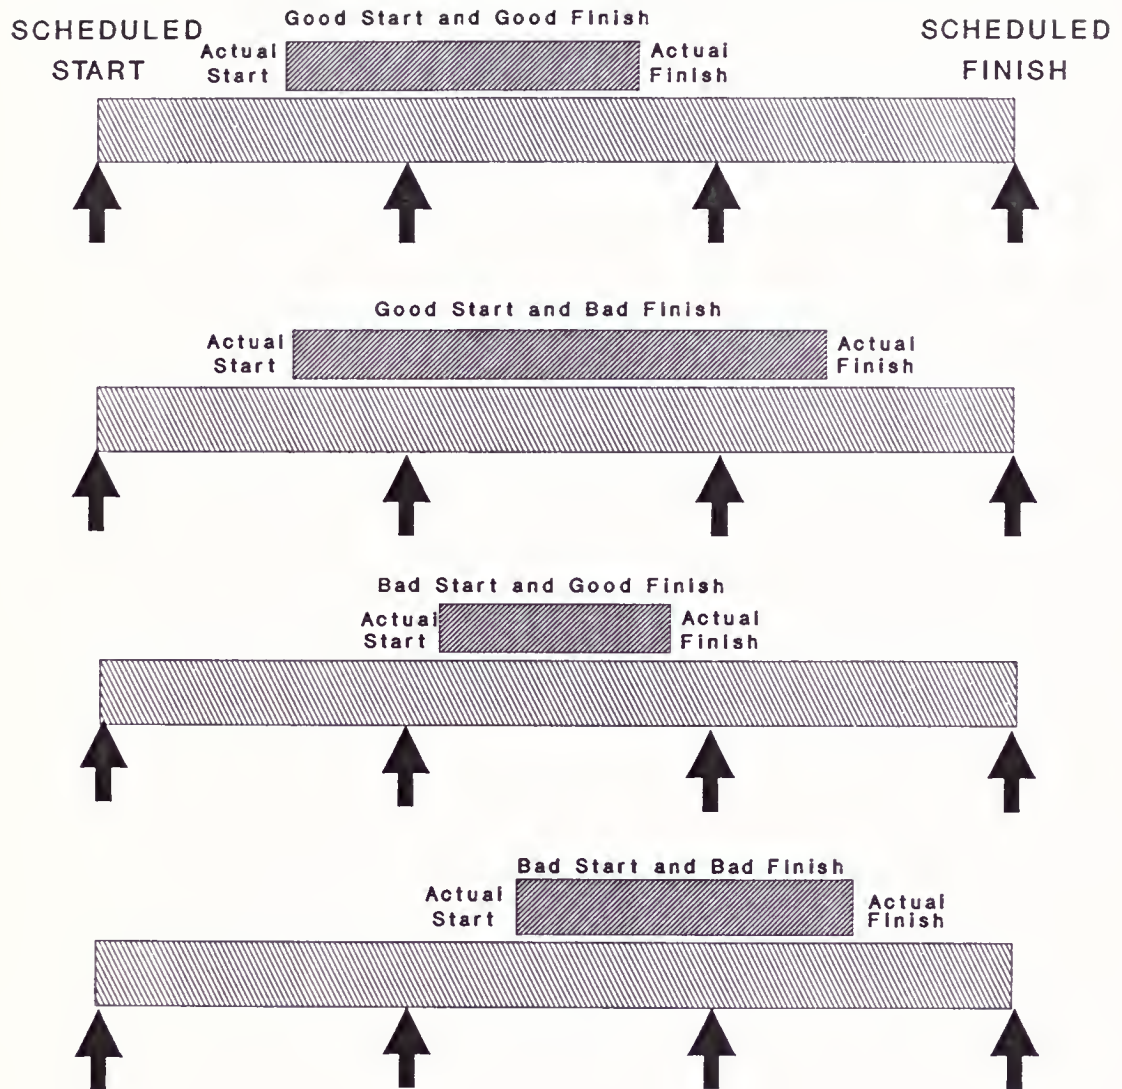 Good Start and Good Finish
SCHEDULED
START
Actual
Start
Actual
Finish
SCHEDULED
FINISH
Good Start and Bad Finish
Actual
Start
Actual
Finish
Bad Start and Good Finish
Actual
Start
Actual
Finish
Bad Start and Bad Finish
Actual
Start
Actual
Finish